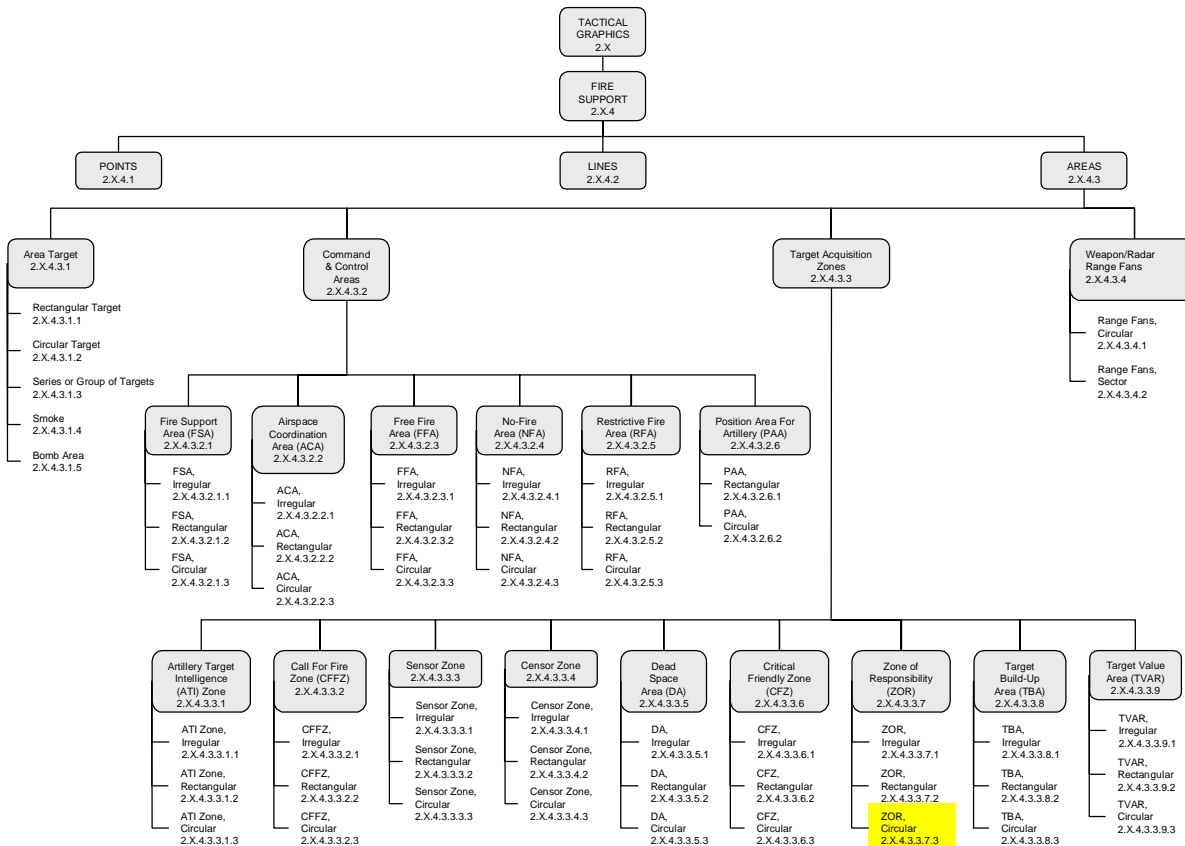 TACTICAL
GRAPHICS
2.X
FIRE
SUPPORT
2.X.4
POINTS
2.X.4.1
LINES
2.X.4.2
AREAS
2.X.4.3
Area Target
2.X.4.3.1
Rectangular Target
2.X.4.3.1.1
Circular Target
2.X.4.3.1.2
Series or Group of Targets
2.X.4.3.1.3
Smoke
2.X.4.3.1.4
Bomb Area
2.X.4.3.1.5
Command
& Control
Areas
2.X.4.3.2
Target Acquisition
Zones
2.X.4.3.3
Weapon/Radar
Range Fans
2.X.4.3.4
Range Fans,
Circular
2.X.4.3.4.1
Range Fans,
Sector
2.X.4.3.4.2
Fire Support
Area (FSA)
2.X.4.3.2.1
FSA,
Irregular
2.X.4.3.2.1.1
FSA,
Rectangular
2.X.4.3.2.1.2
FSA,
Circular
2.X.4.3.2.1.3
Airspace
Coordination
Area (ACA)
2.X.4.3.2.2
ACA,
Irregular
2.X.4.3.2.2.1
ACA,
Rectangular
2.X.4.3.2.2.2
ACA,
Circular
2.X.4.3.2.2.3
Free Fire
Area (FFA)
2.X.4.3.2.3
FFA,
Irregular
2.X.4.3.2.3.1
FFA,
Rectangular
2.X.4.3.2.3.2
FFA,
Circular
2.X.4.3.2.3.3
No-Fire
Area (NFA)
2.X.4.3.2.4
NFA,
Irregular
2.X.4.3.2.4.1
NFA,
Rectangular
2.X.4.3.2.4.2
NFA,
Circular
2.X.4.3.2.4.3
Restrictive Fire
Area (RFA)
2.X.4.3.2.5
RFA,
Irregular
2.X.4.3.2.5.1
RFA,
Rectangular
2.X.4.3.2.5.2
RFA,
Circular
2.X.4.3.2.5.3
Position Area For
Artillery (PAA)
2.X.4.3.2.6
PAA,
Rectangular
2.X.4.3.2.6.1
PAA,
Circular
2.X.4.3.2.6.2
Artillery Target
Intelligence
(ATI) Zone
2.X.4.3.3.1
ATI Zone,
Irregular
2.X.4.3.3.1.1
ATI Zone,
Rectangular
2.X.4.3.3.1.2
ATI Zone,
Circular
2.X.4.3.3.1.3
Call For Fire
Zone (CFFZ)
2.X.4.3.3.2
CFFZ,
Irregular
2.X.4.3.3.2.1
CFFZ,
Rectangular
2.X.4.3.3.2.2
CFFZ,
Circular
2.X.4.3.3.2.3
Sensor Zone
2.X.4.3.3.3
Sensor Zone,
Irregular
2.X.4.3.3.3.1
Sensor Zone,
Rectangular
2.X.4.3.3.3.2
Sensor Zone,
Circular
2.X.4.3.3.3.3
Censor Zone
2.X.4.3.3.4
Censor Zone,
Irregular
2.X.4.3.3.4.1
Censor Zone,
Rectangular
2.X.4.3.3.4.2
Censor Zone,
Circular
2.X.4.3.3.4.3
Dead
Space
Area (DA)
2.X.4.3.3.5
DA,
Irregular
2.X.4.3.3.5.1
DA,
Rectangular
2.X.4.3.3.5.2
DA,
Circular
2.X.4.3.3.5.3
Critical
Friendly Zone
(CFZ)
2.X.4.3.3.6
CFZ,
Irregular
2.X.4.3.3.6.1
CFZ,
Rectangular
2.X.4.3.3.6.2
CFZ,
Circular
2.X.4.3.3.6.3
Zone of
Responsibility
(ZOR)
2.X.4.3.3.7
ZOR,
Irregular
2.X.4.3.3.7.1
ZOR,
Rectangular
2.X.4.3.3.7.2
ZOR,
Circular
2.X.4.3.3.7.3
Target
Build-Up
Area (TBA)
2.X.4.3.3.8
TBA,
Irregular
2.X.4.3.3.8.1
TBA,
Rectangular
2.X.4.3.3.8.2
TBA,
Circular
2.X.4.3.3.8.3
Target Value
Area (TVAR)
2.X.4.3.3.9
TVAR,
Irregular
2.X.4.3.3.9.1
TVAR,
Rectangular
2.X.4.3.3.9.2
TVAR,
Circular
2.X.4.3.3.9.3